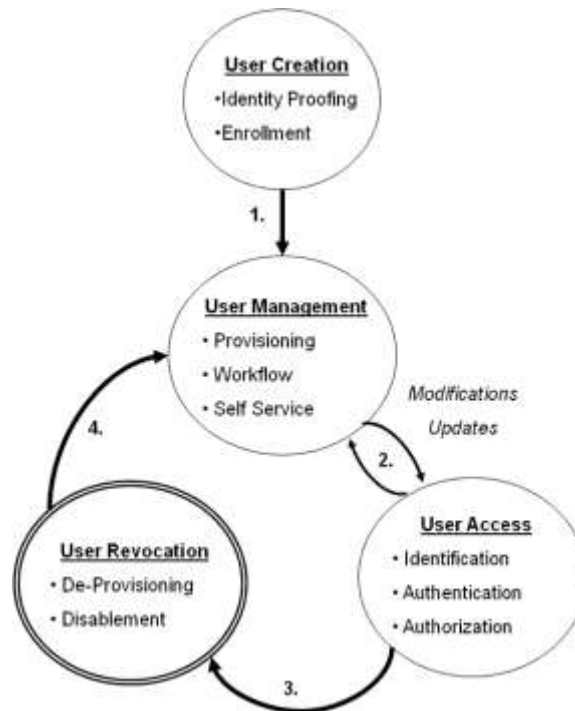 User Creation
•Identity Proofing
•Enrollment
1.
User Management
• Provisioning
• Workflow
• Self Service
Modifications
Updates
4.
2.
User Revocation
• De-Provisioning
• Disablement
User Access
• Identification
• Authentication
• Authorization
3.